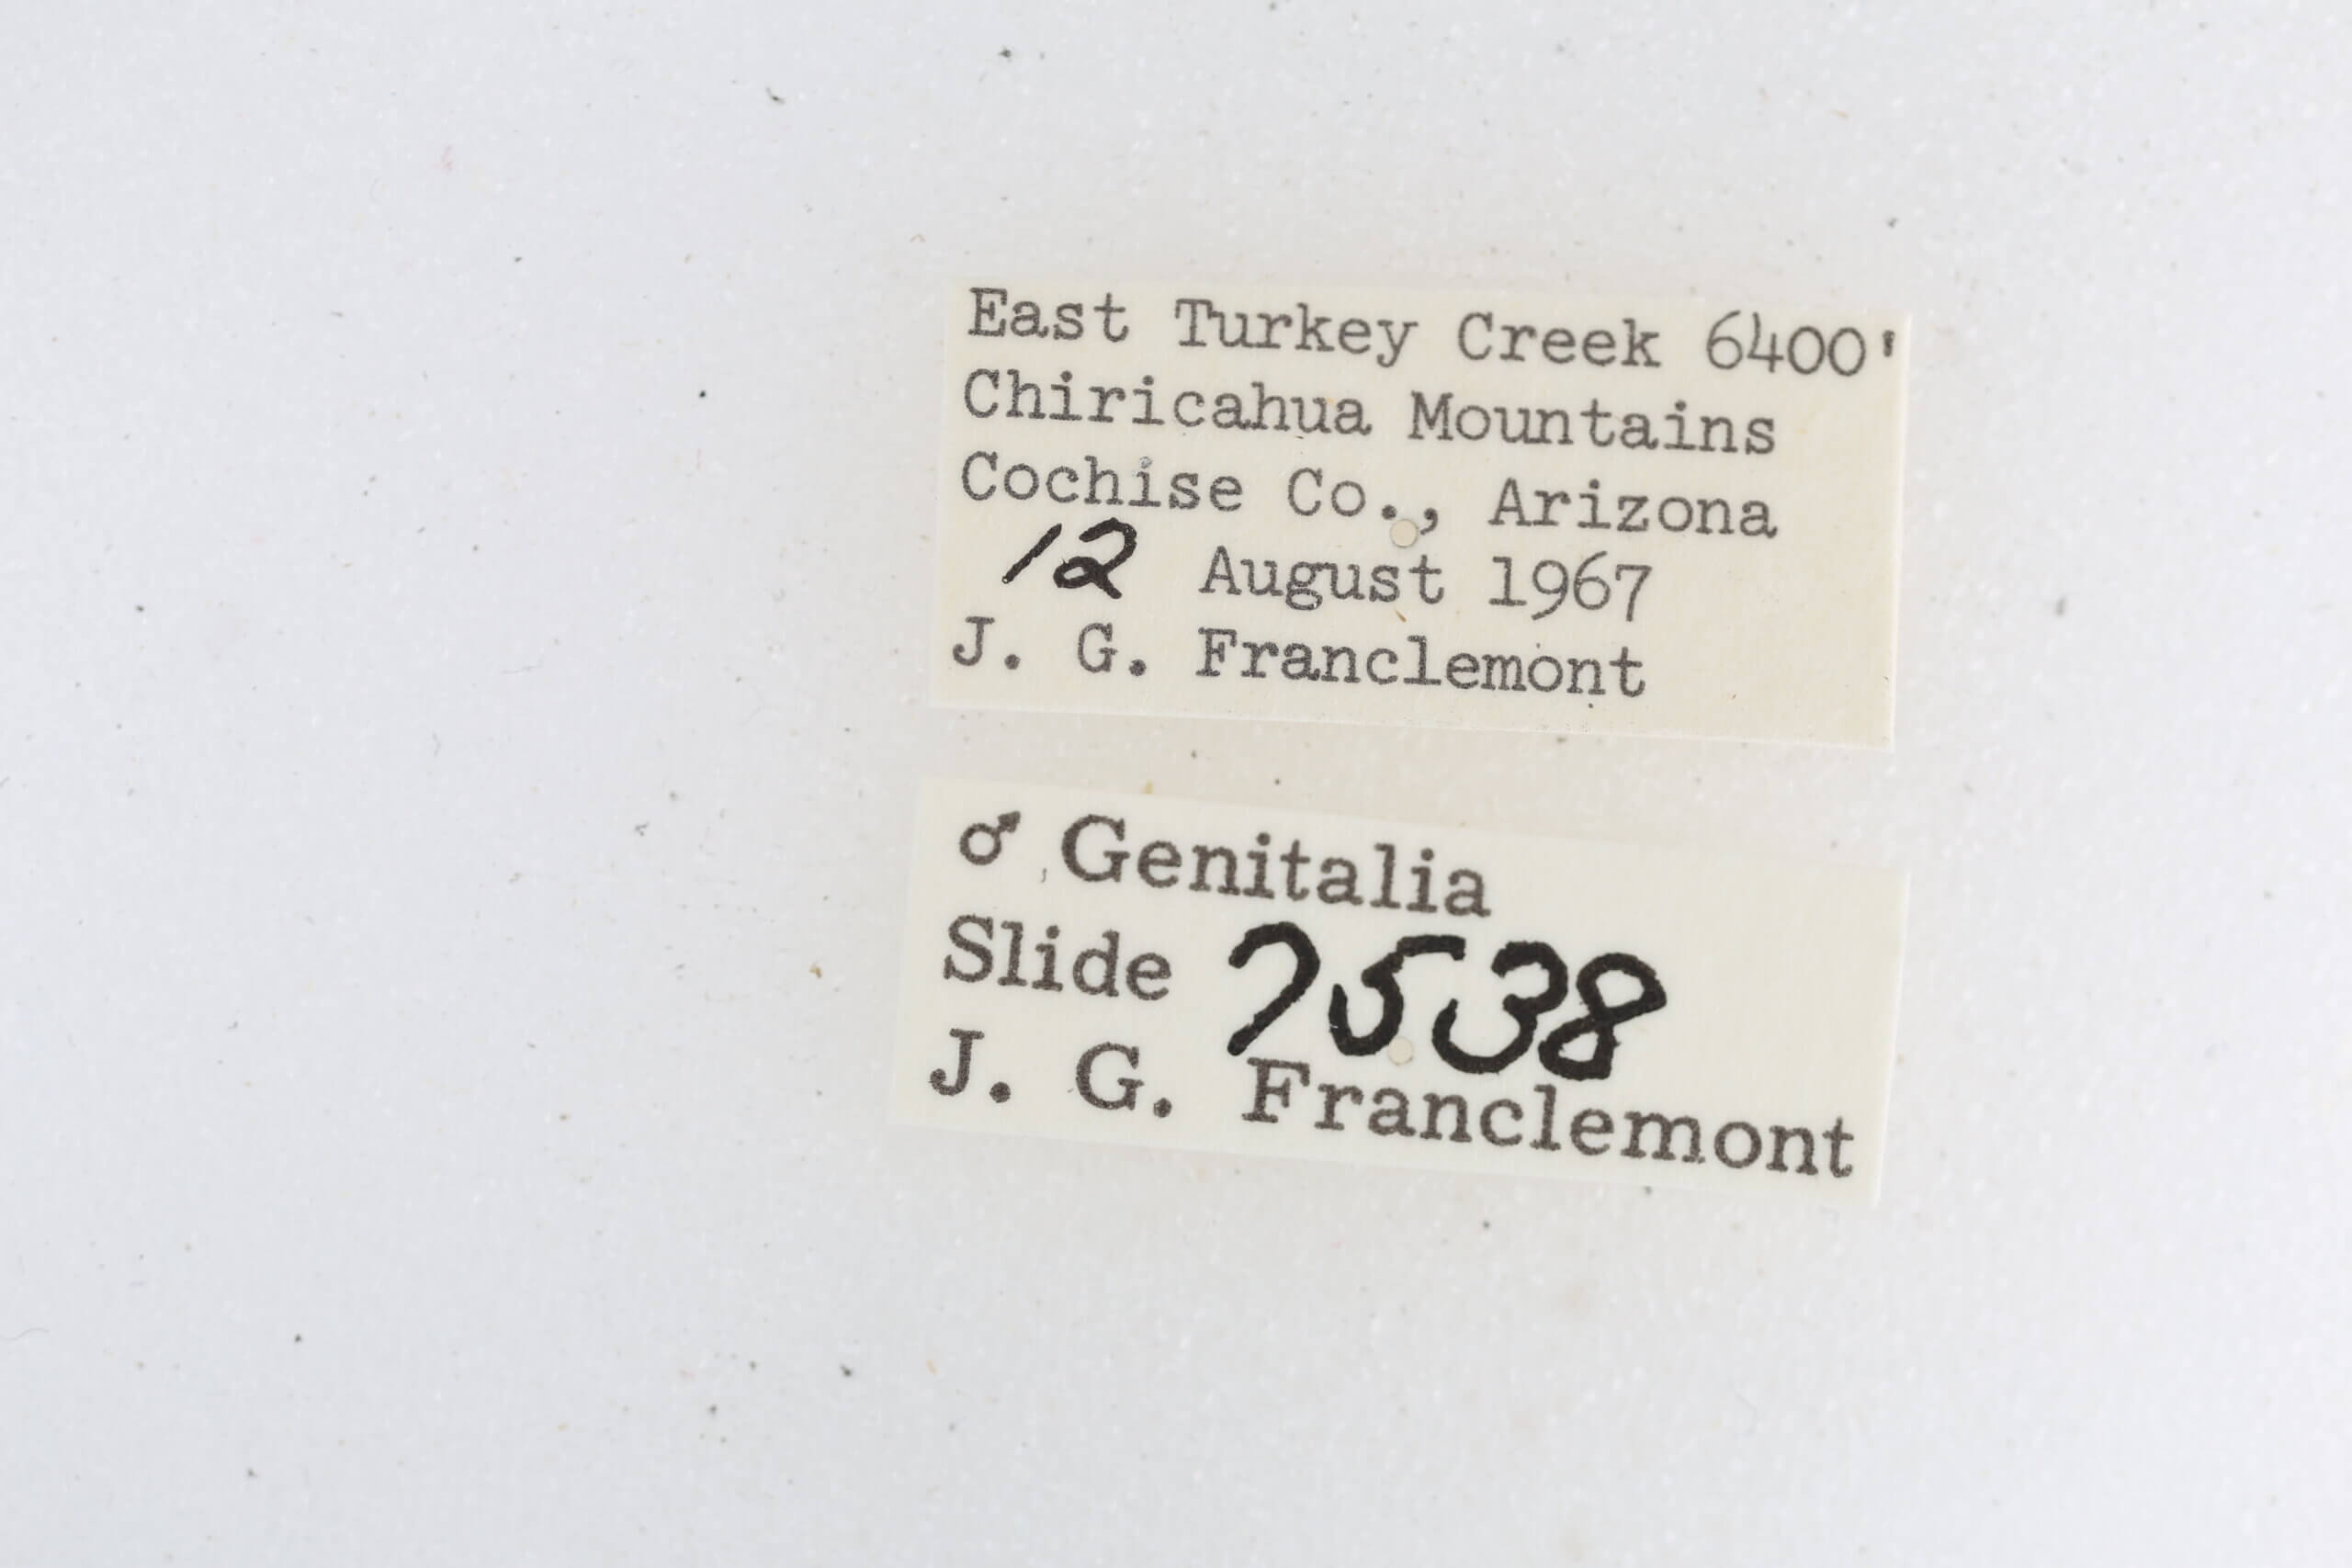 East Turkey Creek 6400'
Chiricahua Mountains
Cochise Co., Arizona
12 August 1967
J. G. Franclemont
♂ Genitalia
Slide 7538
J. G. Franclemont